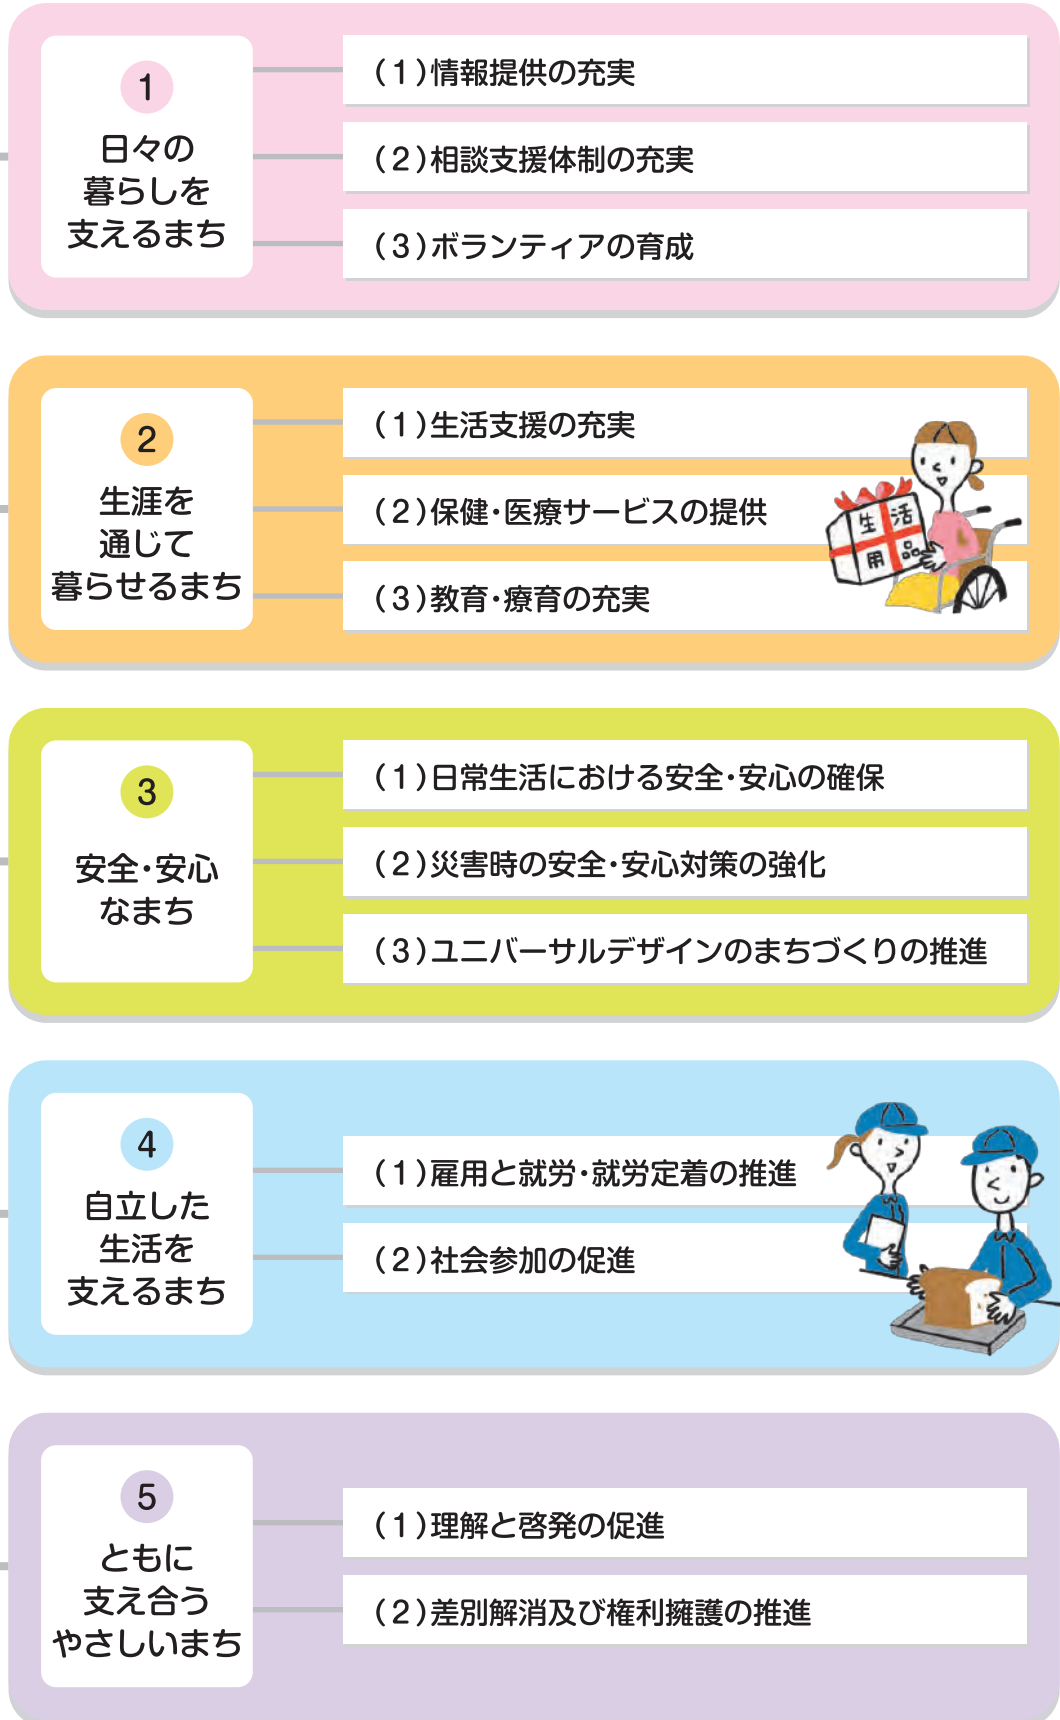 1
日々の
暮らしを
支えるまち
(1)情報提供の充実
(2)相談支援体制の充実
(3)ボランティアの育成
2
生涯を
通じて
暮らせるまち
(1)生活支援の充実
(2)保健・医療サービスの提供
(3)教育・療育の充実
生活
用品
3
安全・安心
なまち
(1)日常生活における安全・安心の確保
(2)災害時の安全・安心対策の強化
(3)ユニバーサルデザインのまちづくりの推進
4
自立した
生活を
支えるまち
(1)雇用と就労・就労定着の推進
(2)社会参加の促進
5
ともに
支え合う
やさしいまち
(1)理解と啓発の促進
(2)差別解消及び権利擁護の推進